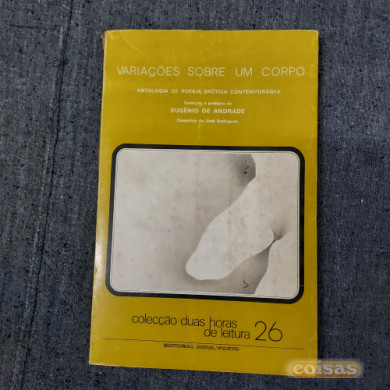 VARIAÇÕES SOBRE UM CORPO
ANTOLOGIA DE POESIA ERÓTICA CONTEMPORÂNEA
Selecção e prefácio de
EUGÉNIO DE ANDRADE
Desenhos de José Rodrigues
colecção duas horas
de leitura 26
EDITORIAL INOVA/PORTO
coisas